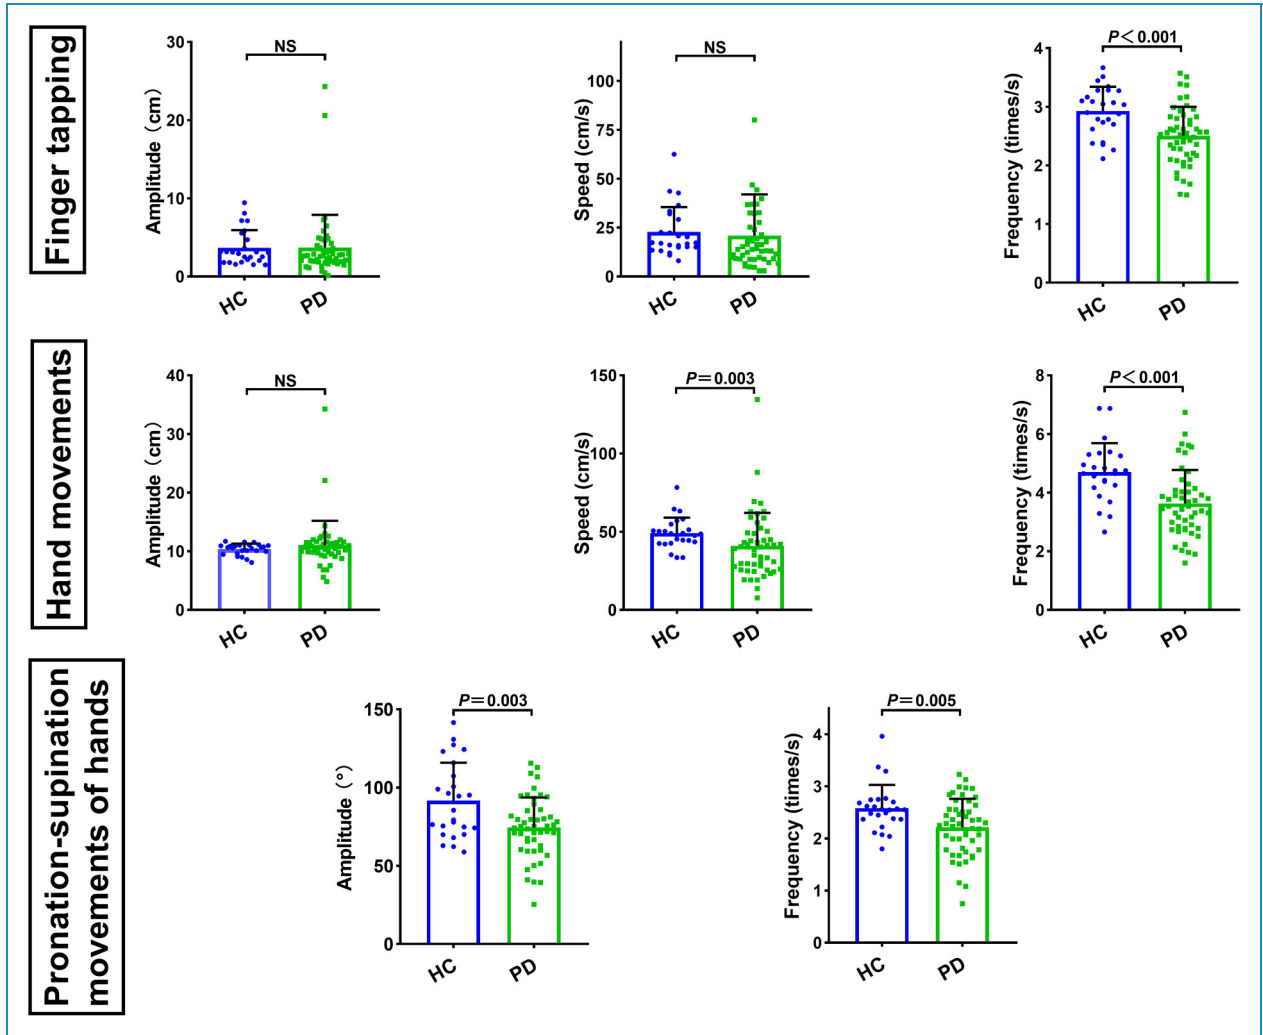 Finger tapping
Amplitude（cm）
30
20
10
0
NS
HC
PD
Speed (cm/s)
100
75
50
25
0
NS
HC
PD
Frequency (times/s)
4
3
2
1
0
P＜0.001
HC
PD
Hand movements
Amplitude（cm）
40
30
20
10
0
NS
HC
PD
Speed (cm/s)
150
100
50
0
P＝0.003
HC
PD
Frequency (times/s)
8
6
4
2
0
P＜0.001
HC
PD
Pronation-supination
movements of hands
Amplitude（°）
150
100
50
0
P＝0.003
HC
PD
Frequency (times/s)
4
3
2
1
0
P＝0.005
HC
PD